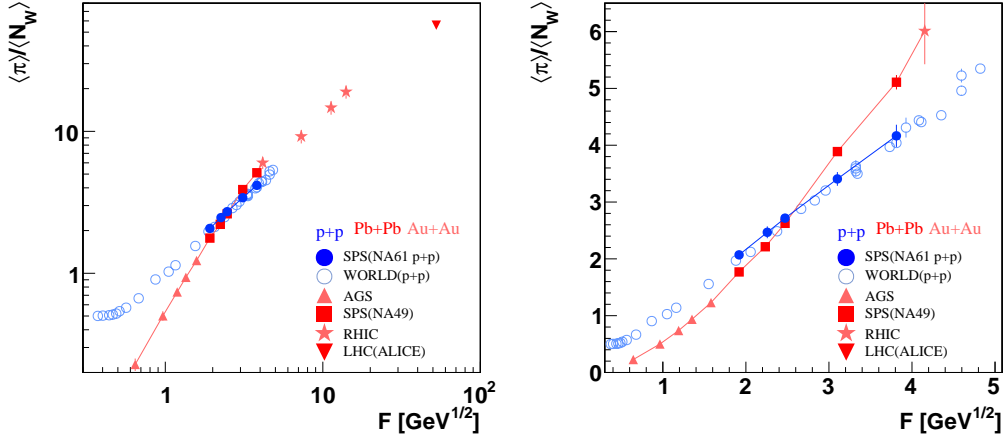 ⟨π⟩/⟨N_W⟩
10
1
p+p Pb+Pb Au+Au
SPS(NA61 p+p)
WORLD(p+p)
AGS
SPS(NA49)
RHIC
LHC(ALICE)
1 10 10²
F [GeV^{1/2}]
⟨π⟩/⟨N_W⟩
6
5
4
3
2
1
0
p+p Pb+Pb Au+Au
SPS(NA61 p+p)
WORLD(p+p)
AGS
SPS(NA49)
RHIC
LHC(ALICE)
1 2 3 4 5
F [GeV^{1/2}]